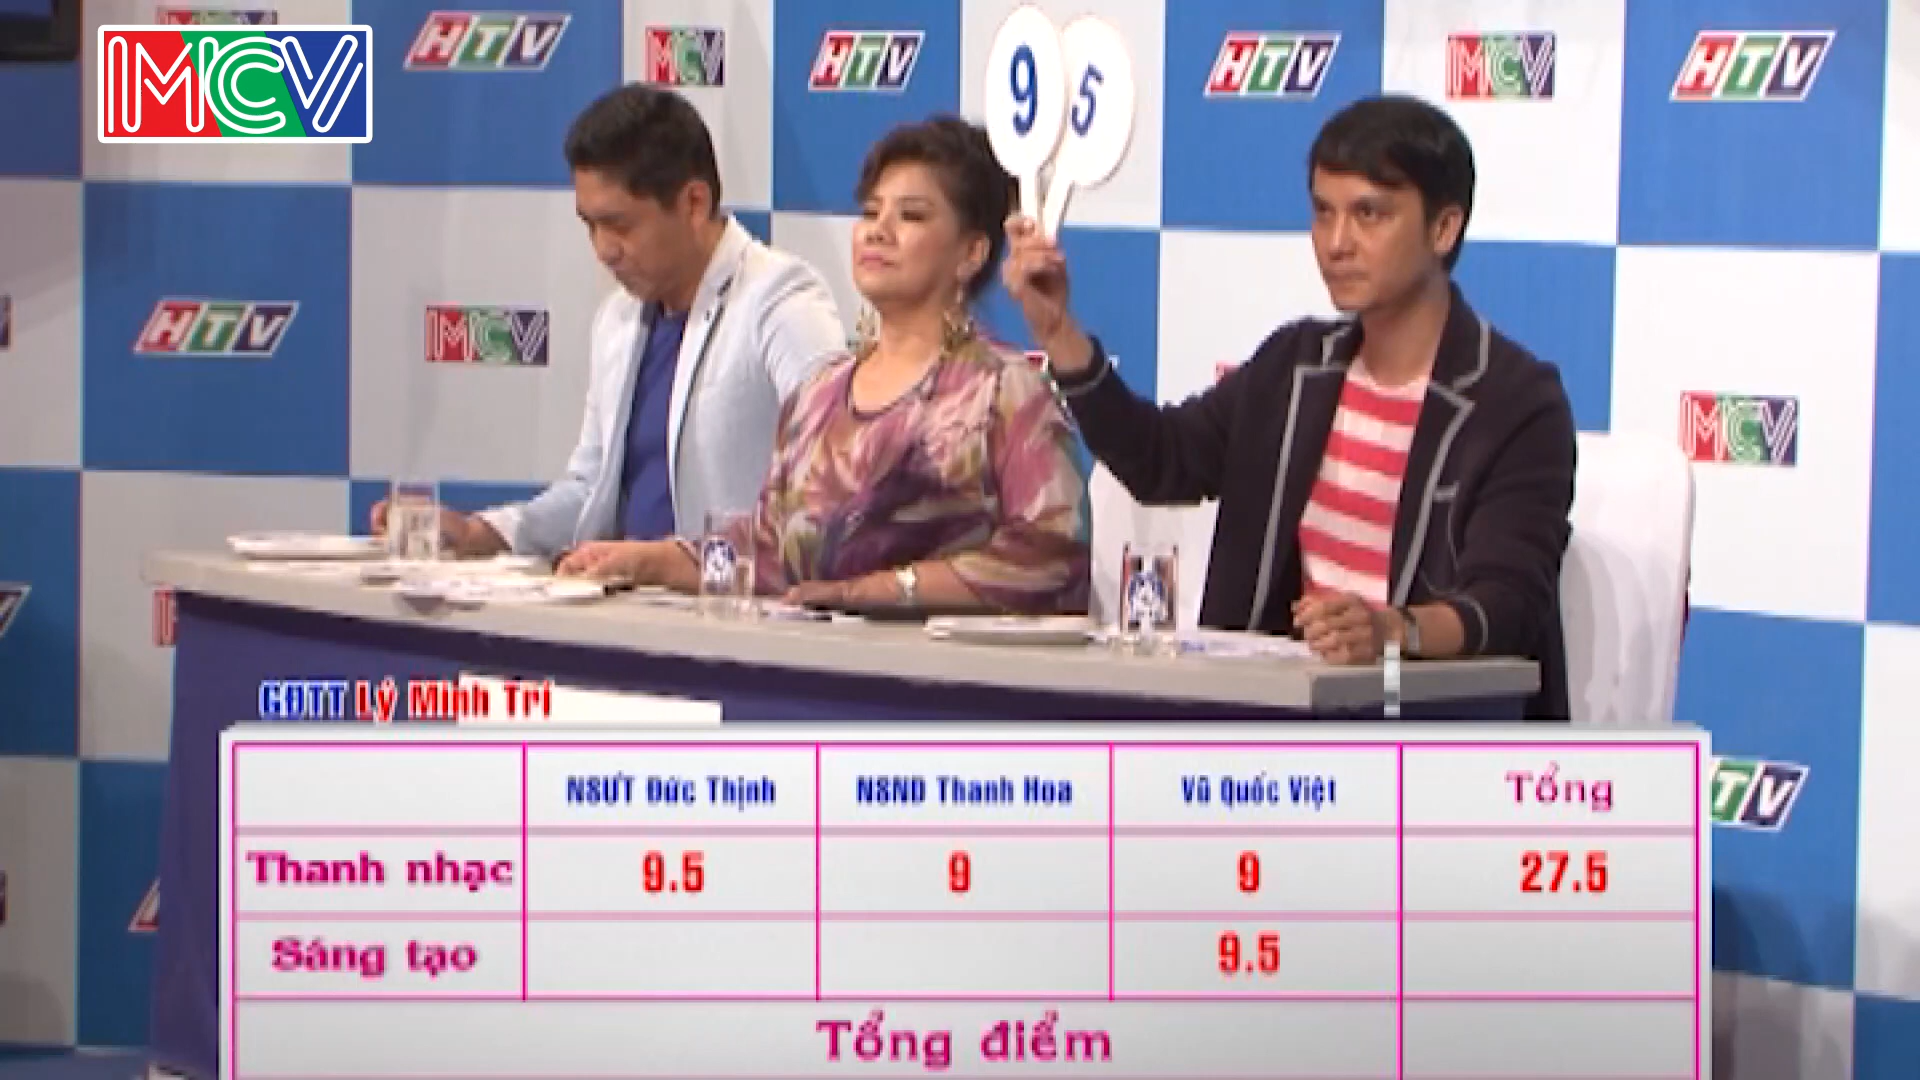 MCV
HTV
MCV
HTV
HTV
MCV
HTV
9 5
HTV
MCV
MCV
GĐTT Lý Minh Trí
NSƯT Đức Thịnh NSND Thanh Hoa Vũ Quốc Việt Tổng
HTV
Thanh nhạc 9.5 9 9 27.5
Sáng tạo 9.5
Tổng điểm